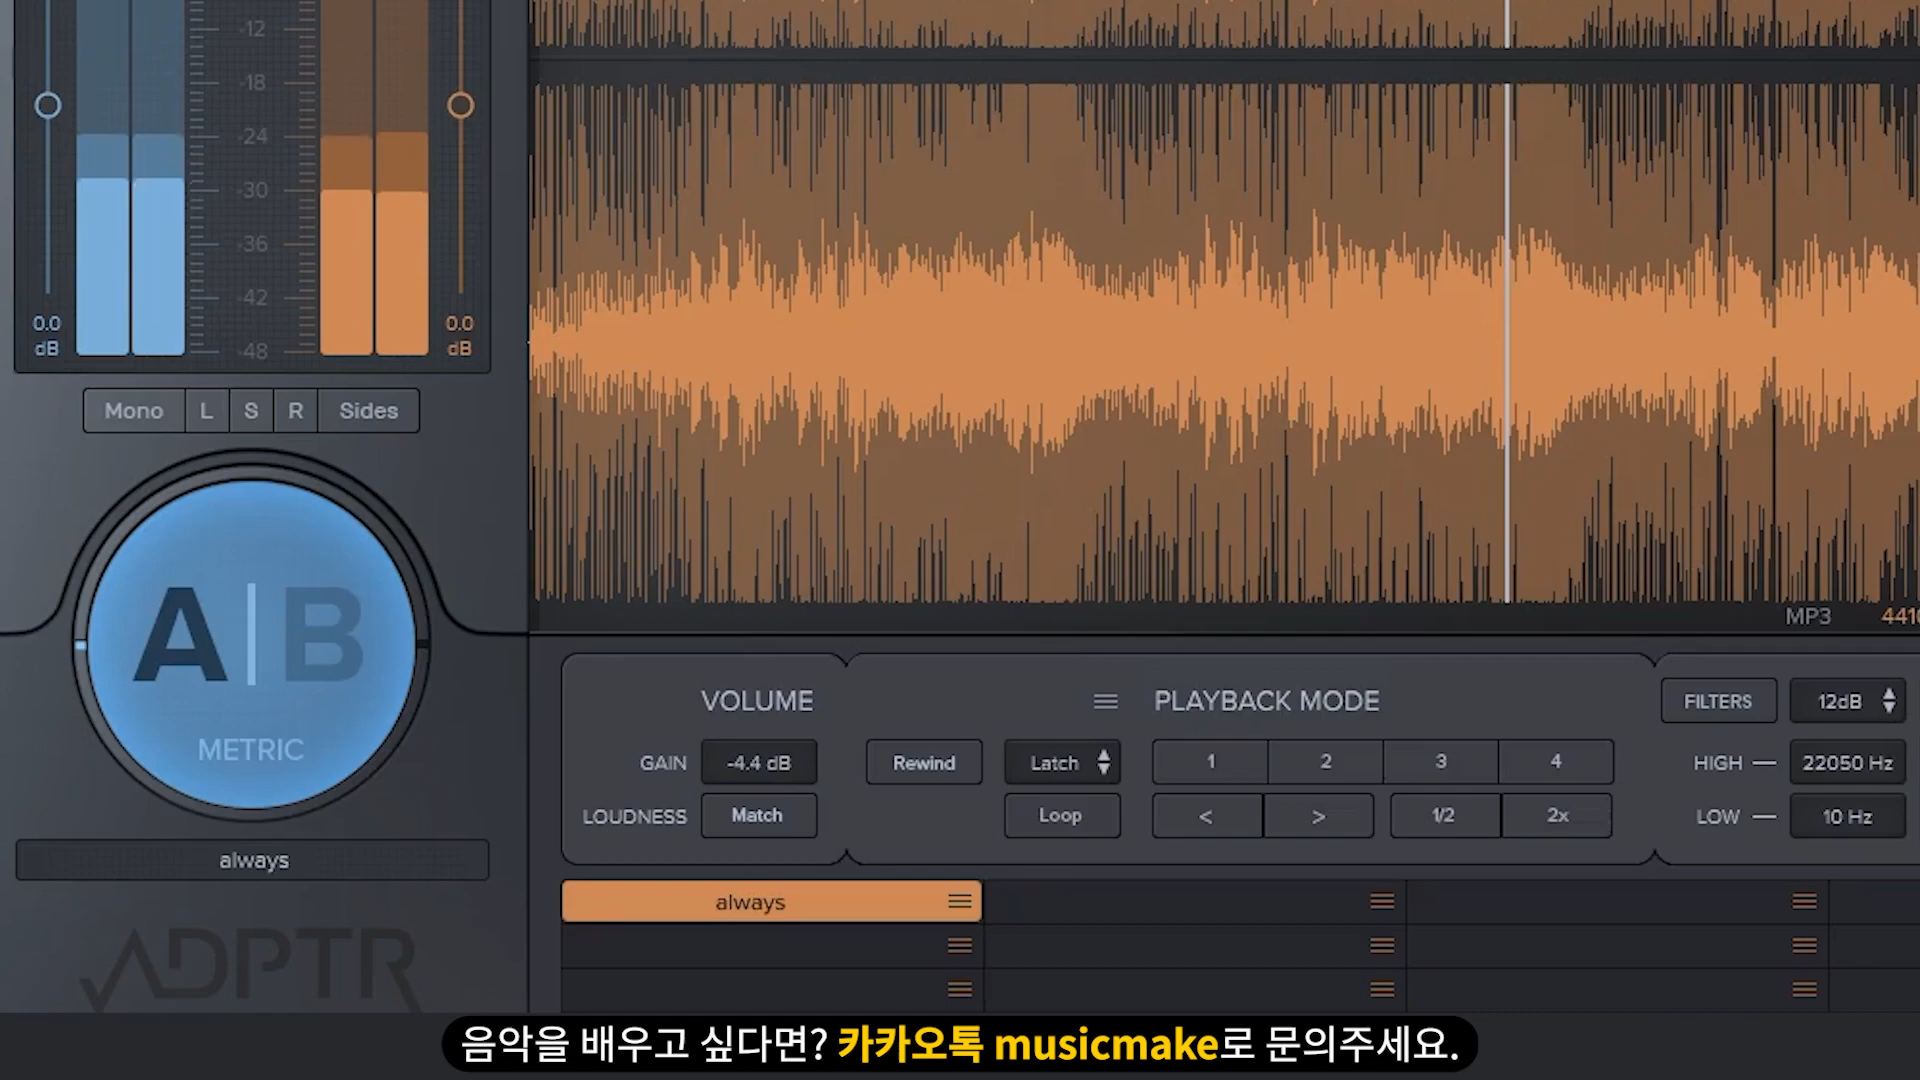 -12
-18
-24
-30
-36
-42
-48
0.0 dB
0.0 dB
Mono L S R Sides
A|B
METRIC
always
ADPTR
MP3
VOLUME
GAIN -4.4 dB
LOUDNESS Match
PLAYBACK MODE
Rewind Latch 1 2 3 4
Loop < > 1/2 2x
FILTERS 12dB
HIGH 22050 Hz
LOW 10 Hz
always
음악을 배우고 싶다면? 카카오톡 musicmake로 문의주세요.